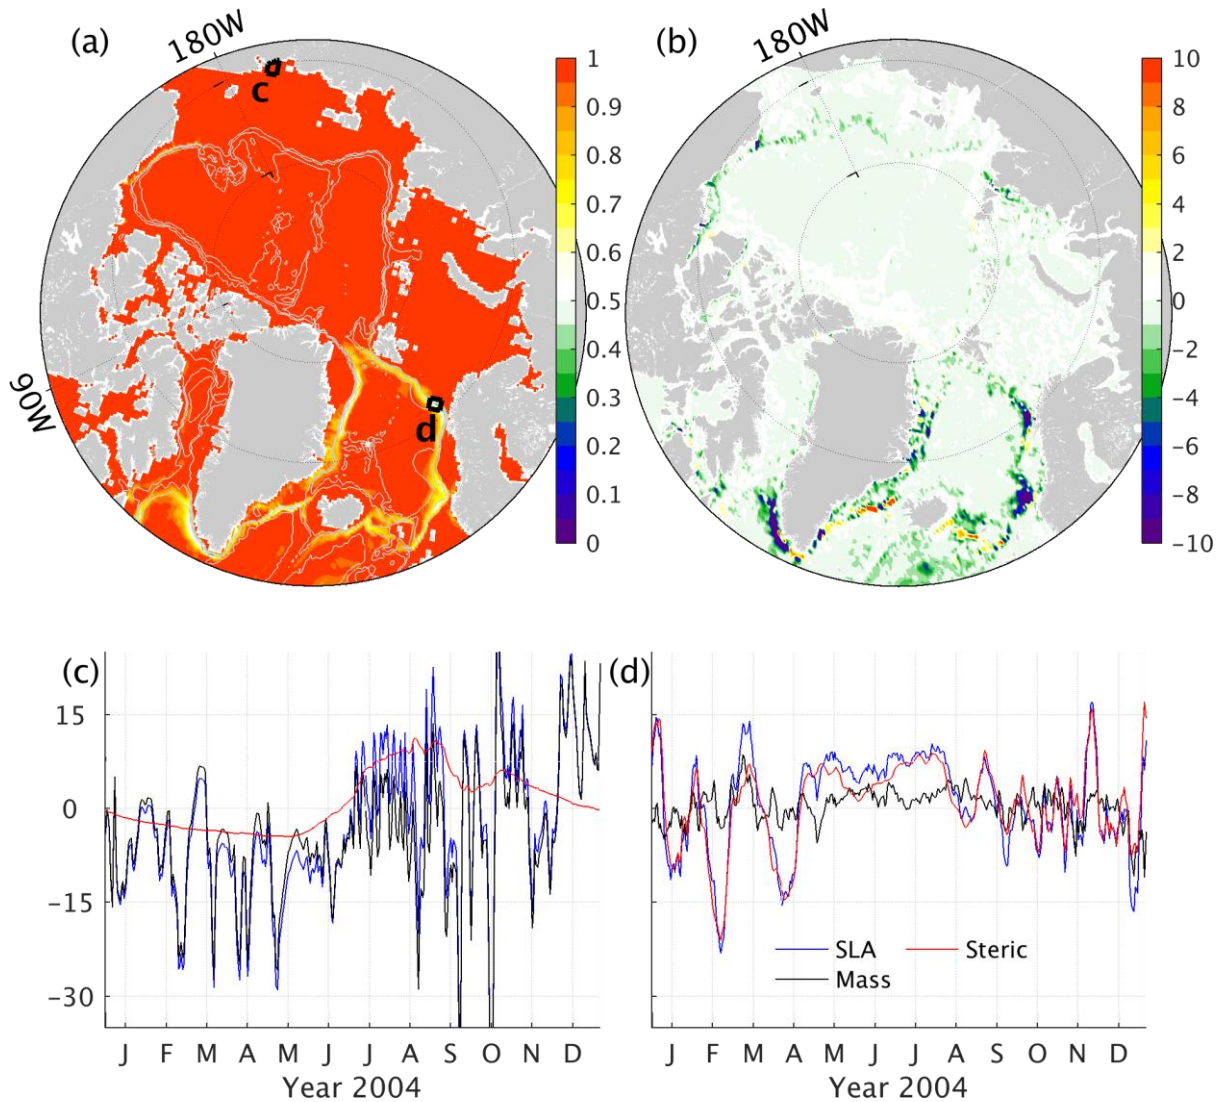 (a) 180W
c
d
90W
1
0.9
0.8
0.7
0.6
0.5
0.4
0.3
0.2
0.1
0
(b) 180W
10
8
6
4
2
0
−2
−4
−6
−8
−10
(c)
15
0
−15
−30
J F M A M J J A S O N D
Year 2004
(d)
SLA Steric
Mass
J F M A M J J A S O N D
Year 2004